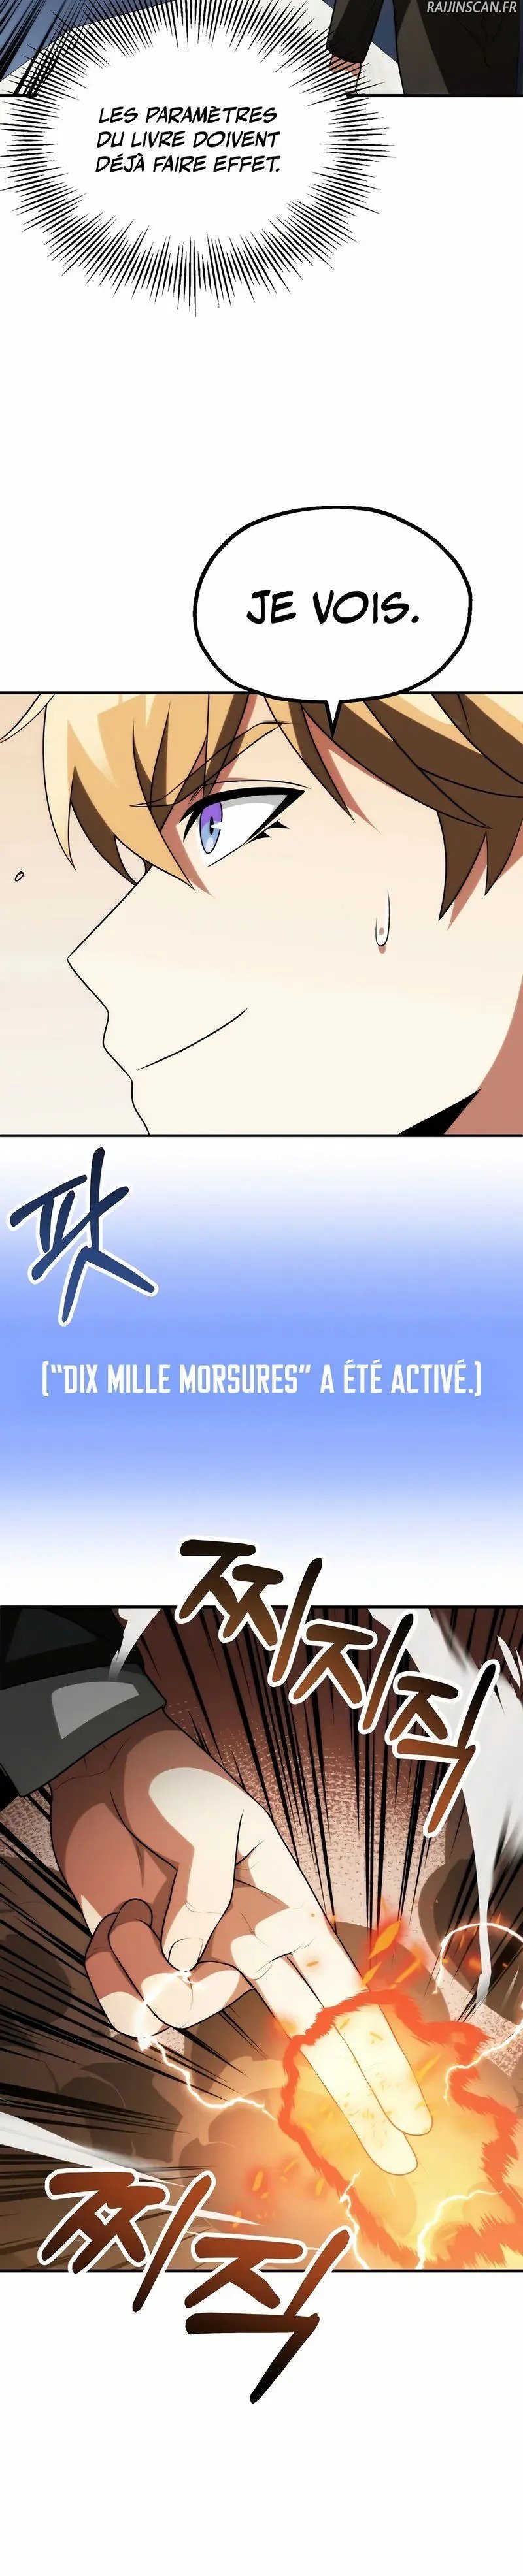 RAIJINSCAN.FR
LES PARAMÈTRES
DU LIVRE DOIVENT
DÉJÀ FAIRE EFFET.
JE VOIS.
팟
["DIX MILLE MORSURES" A ÉTÉ ACTIVÉ.]
찌지직
찌직